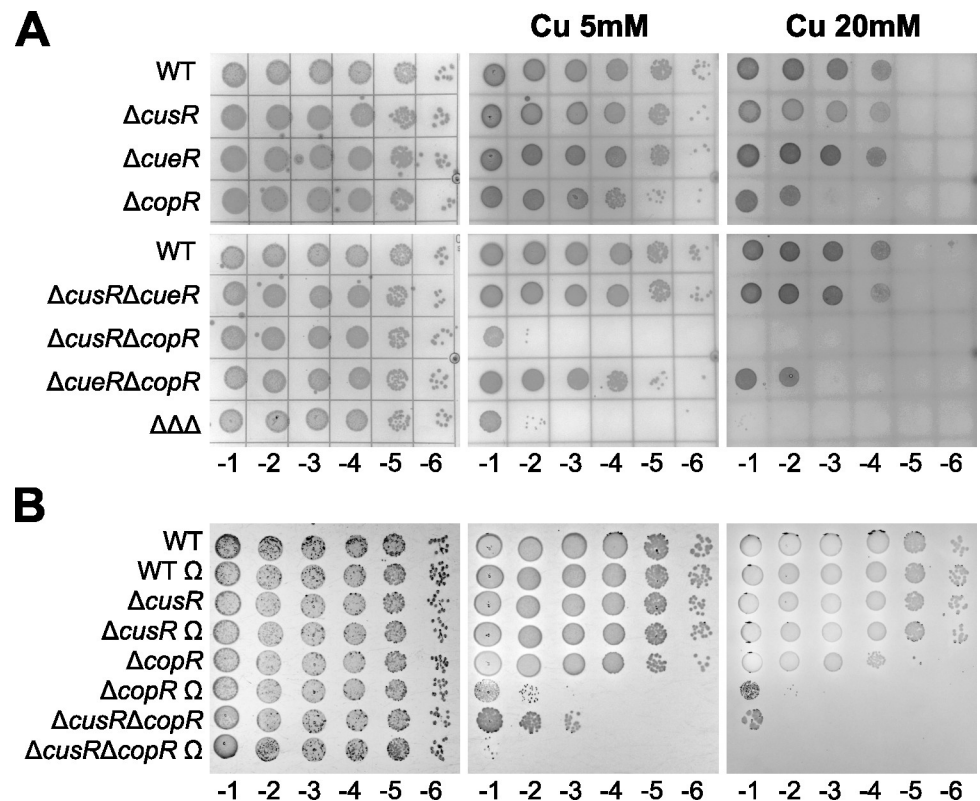 A
Cu 5mM Cu 20mM
WT
ΔcusR
ΔcueR
ΔcopR
WT
ΔcusRΔcueR
ΔcusRΔcopR
ΔcueRΔcopR
ΔΔΔ
-1 -2 -3 -4 -5 -6 -1 -2 -3 -4 -5 -6 -1 -2 -3 -4 -5 -6
B
WT
WT Ω
ΔcusR
ΔcusR Ω
ΔcopR
ΔcopR Ω
ΔcusRΔcopR
ΔcusRΔcopR Ω
-1 -2 -3 -4 -5 -6 -1 -2 -3 -4 -5 -6 -1 -2 -3 -4 -5 -6